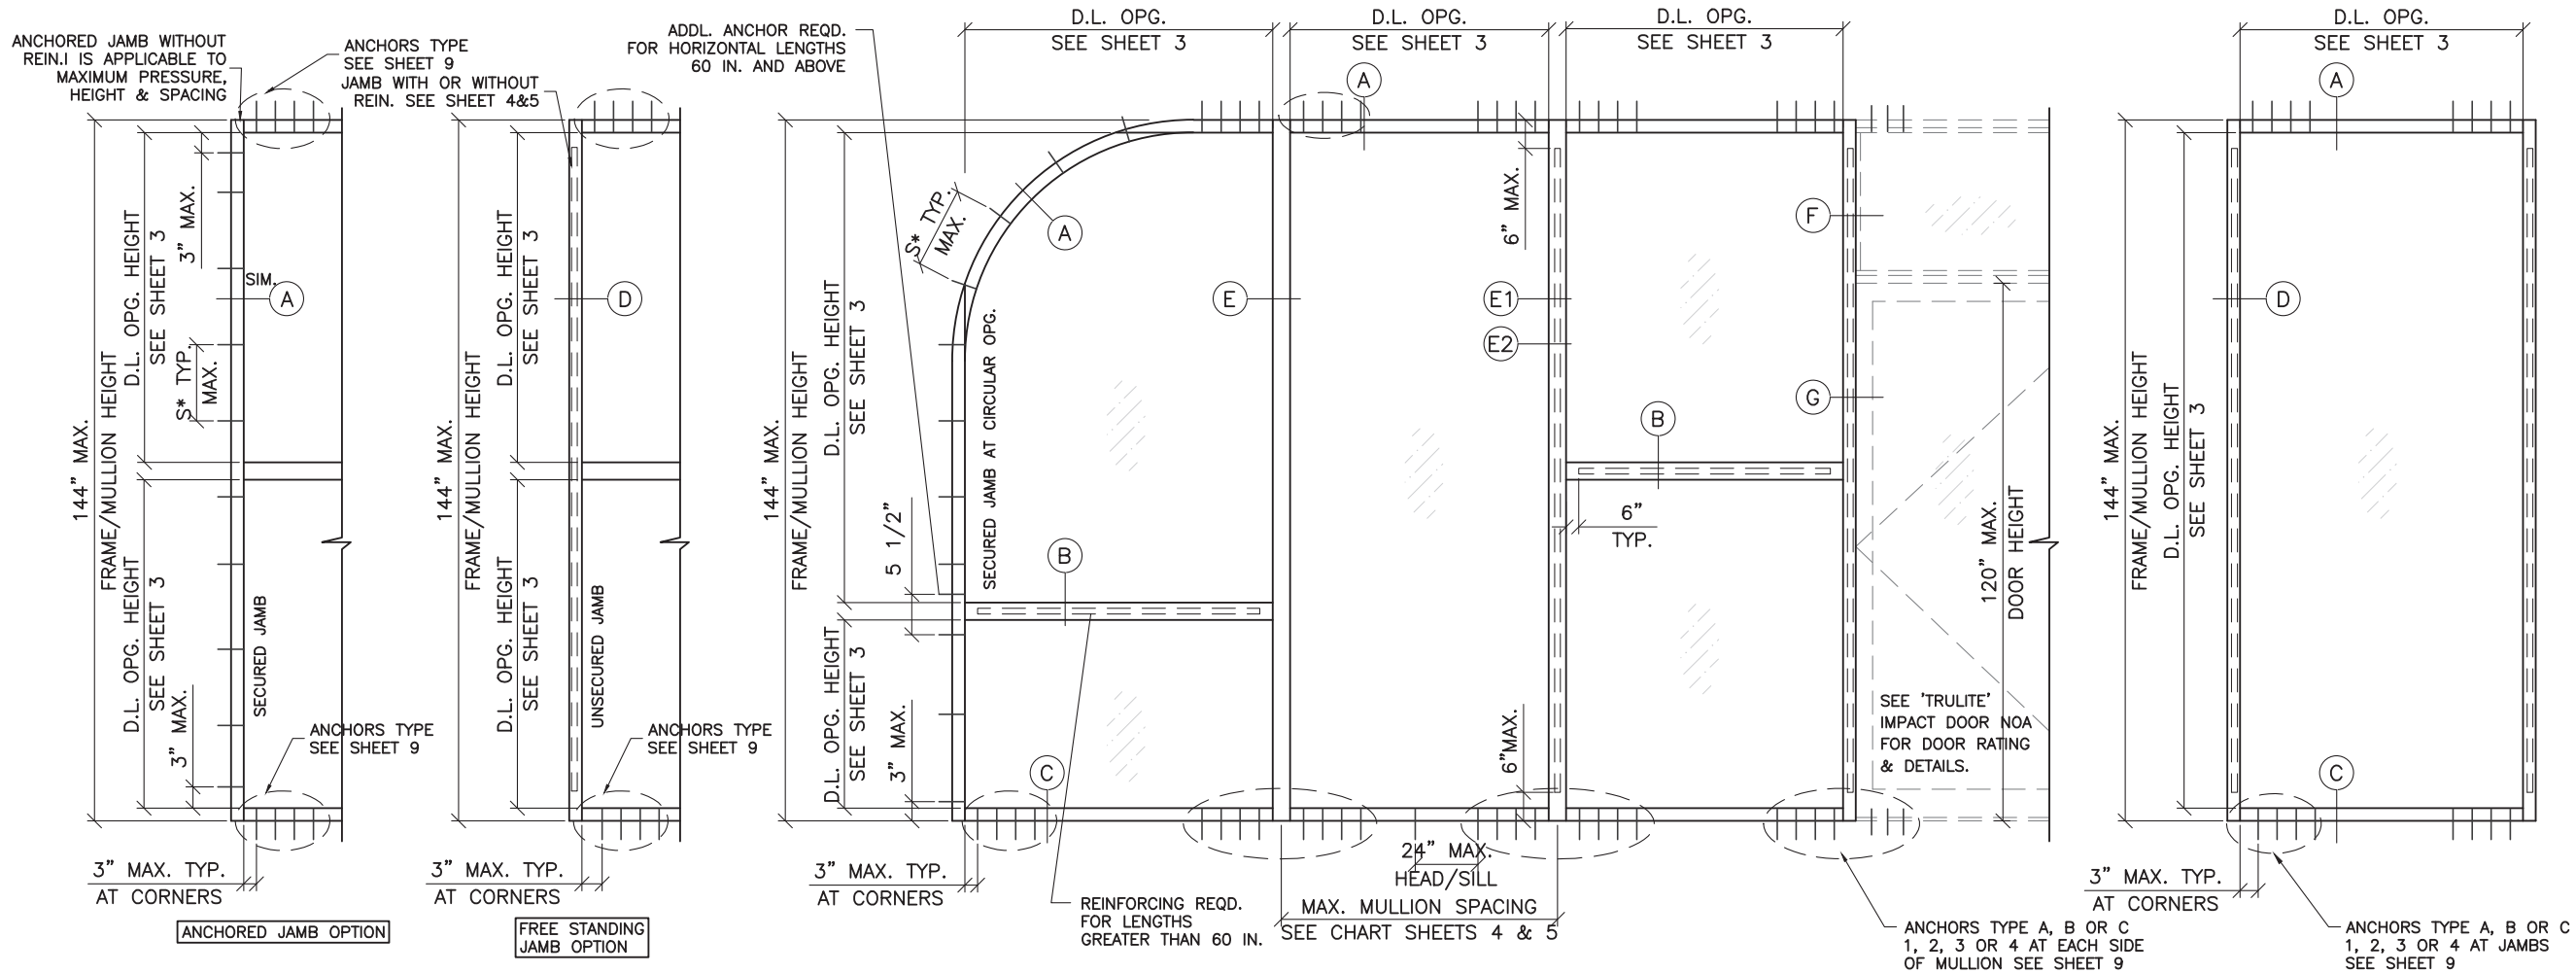 ANCHORED JAMB WITHOUT
REIN.I IS APPLICABLE TO
MAXIMUM PRESSURE,
HEIGHT & SPACING
ANCHORS TYPE
SEE SHEET 9
JAMB WITH OR WITHOUT
REIN. SEE SHEET 4&5
144" MAX.
FRAME/MULLION HEIGHT
D.L. OPG. HEIGHT
SEE SHEET 3
3" MAX.
S* TYP.
MAX.
SIM.
A
D.L. OPG. HEIGHT
SEE SHEET 3
3" MAX.
SECURED JAMB
ANCHORS TYPE
SEE SHEET 9
3" MAX. TYP.
AT CORNERS
ANCHORED JAMB OPTION
144" MAX.
FRAME/MULLION HEIGHT
D.L. OPG. HEIGHT
SEE SHEET 3
D
D.L. OPG. HEIGHT
SEE SHEET 3
UNSECURED JAMB
ANCHORS TYPE
SEE SHEET 9
3" MAX. TYP.
AT CORNERS
FREE STANDING
JAMB OPTION
ADDL. ANCHOR REQD.
FOR HORIZONTAL LENGTHS
60 IN. AND ABOVE
D.L. OPG.
SEE SHEET 3
D.L. OPG.
SEE SHEET 3
D.L. OPG.
SEE SHEET 3
A
144" MAX.
FRAME/MULLION HEIGHT
D.L. OPG. HEIGHT
SEE SHEET 3
S* TYP.
MAX.
A
SECURED JAMB AT CIRCULAR OPG.
5 1/2"
B
D.L. OPG. HEIGHT
SEE SHEET 3
3" MAX.
C
3" MAX. TYP.
AT CORNERS
REINFORCING REQD.
FOR LENGTHS
GREATER THAN 60 IN.
E
6" MAX.
E1
E2
6"MAX.
24" MAX.
HEAD/SILL
MAX. MULLION SPACING
SEE CHART SHEETS 4 & 5
B
6"
TYP.
F
G
120" MAX.
DOOR HEIGHT
SEE 'TRULITE'
IMPACT DOOR NOA
FOR DOOR RATING
& DETAILS.
ANCHORS TYPE A, B OR C
1, 2, 3 OR 4 AT EACH SIDE
OF MULLION SEE SHEET 9
D.L. OPG.
SEE SHEET 3
A
144" MAX.
FRAME/MULLION HEIGHT
D.L. OPG. HEIGHT
SEE SHEET 3
D
C
3" MAX. TYP.
AT CORNERS
ANCHORS TYPE A, B OR C
1, 2, 3 OR 4 AT JAMBS
SEE SHEET 9